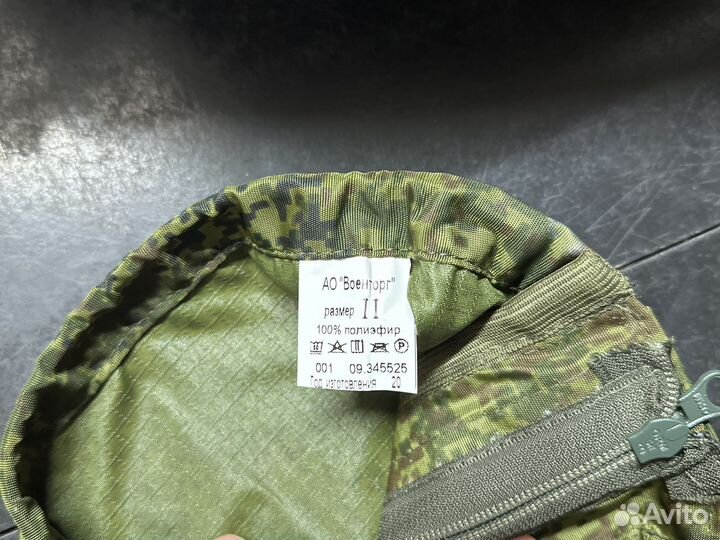 АО "Военторг"
размер II
100% полиэфир
001 09.345525
Год изготовления 20
Avito